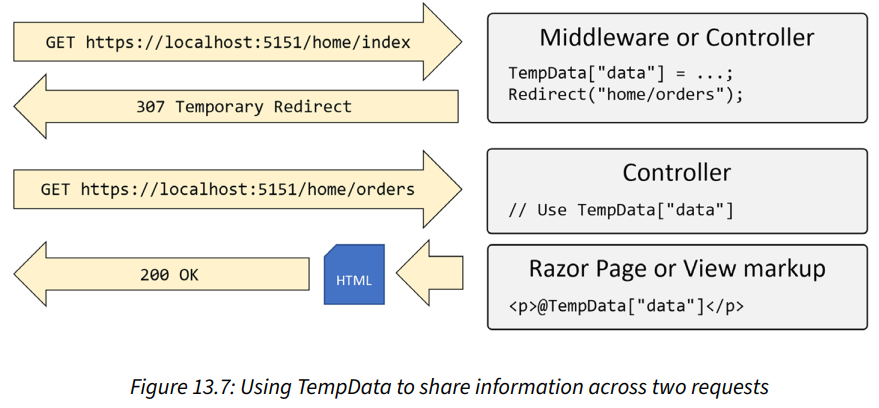 GET https://localhost:5151/home/index
Middleware or Controller
TempData["data"] = ...;
Redirect("home/orders");
307 Temporary Redirect
GET https://localhost:5151/home/orders
Controller
// Use TempData["data"]
200 OK
HTML
Razor Page or View markup
<p>@TempData["data"]</p>
Figure 13.7: Using TempData to share information across two requests